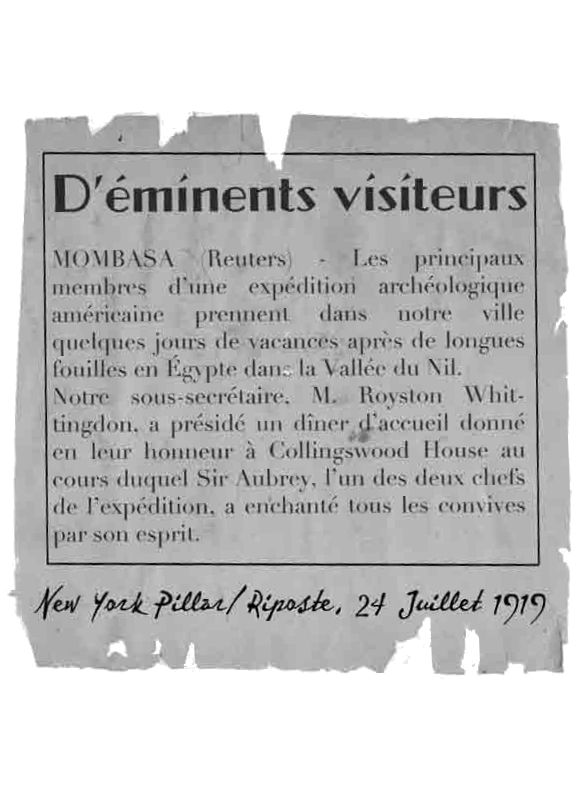 D'éminents visiteurs
MOMBASA (Reuters) - Les principaux
membres d'une expédition archéologique
américaine prennent dans notre ville
quelques jours de vacances après de longues
fouilles en Égypte dans la Vallée du Nil.
Notre sous-secrétaire, M. Royston Whit-
tingdon, a présidé un dîner d'accueil donné
en leur honneur à Collingswood House au
cours duquel Sir Aubrey, l'un des deux chefs
de l'expédition, a enchanté tous les convives
par son esprit.
New York Pillar/Riposte, 24 Juillet 1919